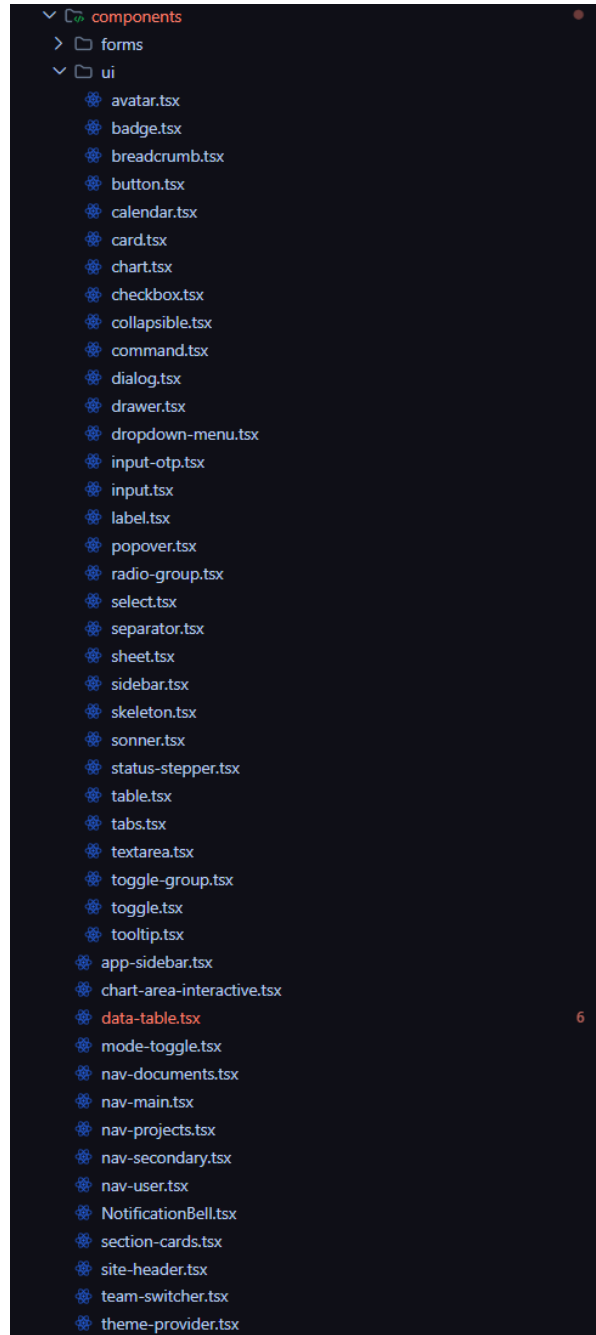 components
forms
ui
avatar.tsx
badge.tsx
breadcrumb.tsx
button.tsx
calendar.tsx
card.tsx
chart.tsx
checkbox.tsx
collapsible.tsx
command.tsx
dialog.tsx
drawer.tsx
dropdown-menu.tsx
input-otp.tsx
input.tsx
label.tsx
popover.tsx
radio-group.tsx
select.tsx
separator.tsx
sheet.tsx
sidebar.tsx
skeleton.tsx
sonner.tsx
status-stepper.tsx
table.tsx
tabs.tsx
textarea.tsx
toggle-group.tsx
toggle.tsx
tooltip.tsx
app-sidebar.tsx
chart-area-interactive.tsx
data-table.tsx 6
mode-toggle.tsx
nav-documents.tsx
nav-main.tsx
nav-projects.tsx
nav-secondary.tsx
nav-user.tsx
NotificationBell.tsx
section-cards.tsx
site-header.tsx
team-switcher.tsx
theme-provider.tsx